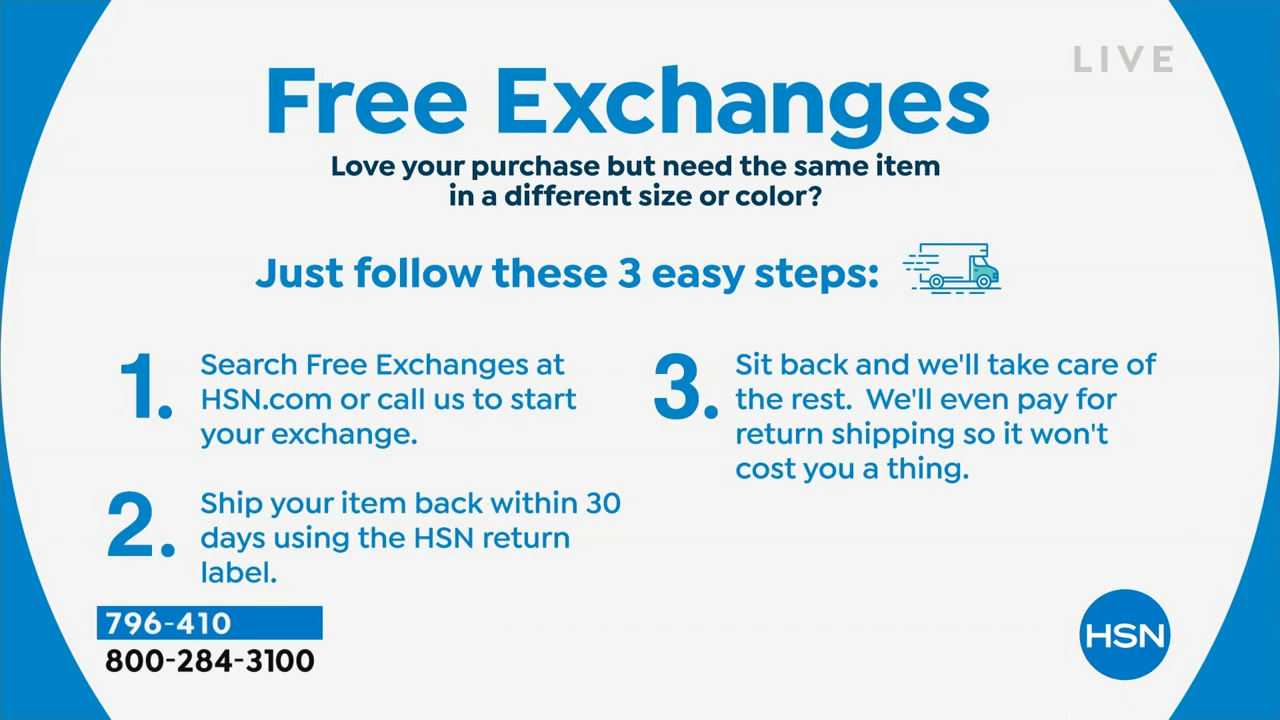 LIVE
Free Exchanges
Love your purchase but need the same item
in a different size or color?
Just follow these 3 easy steps:
1. Search Free Exchanges at
HSN.com or call us to start
your exchange.
2. Ship your item back within 30
days using the HSN return
label.
3. Sit back and we'll take care of
the rest.  We'll even pay for
return shipping so it won't
cost you a thing.
796-410
800-284-3100
HSN